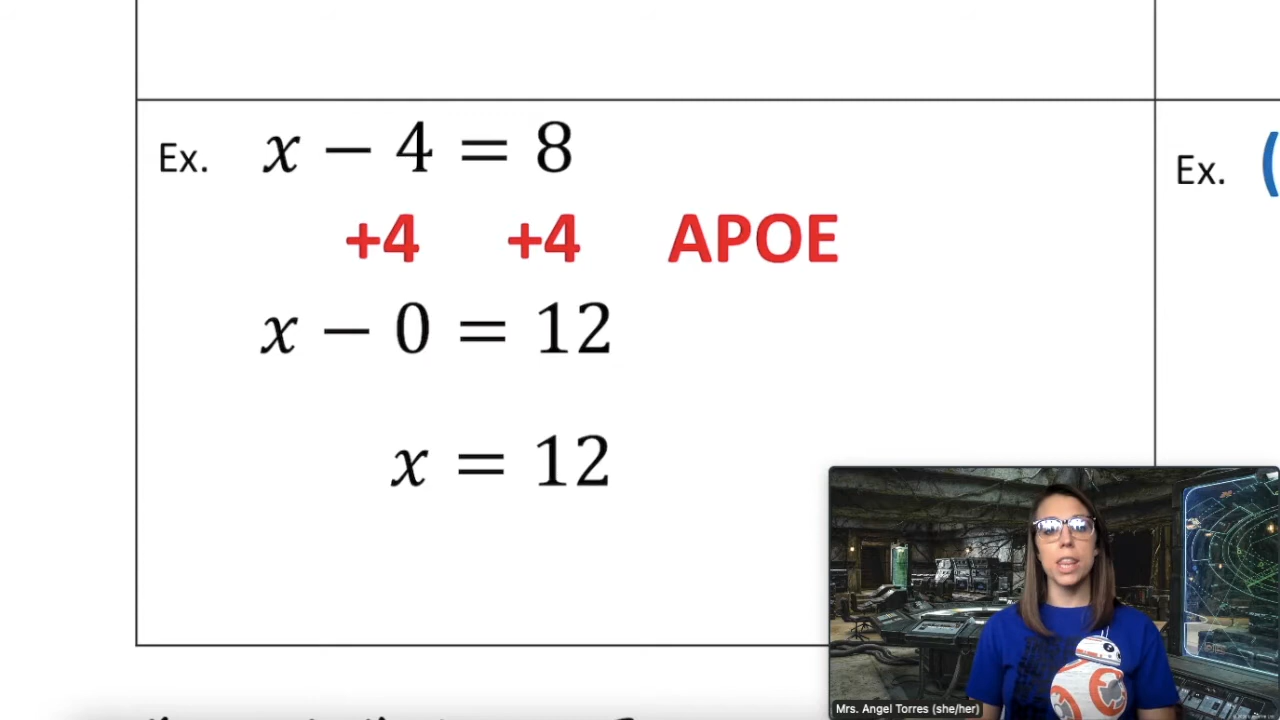 Ex. x − 4 = 8
+4 +4 APOE
x − 0 = 12
x = 12
Ex. (
Mrs. Angel Torres (she/her)